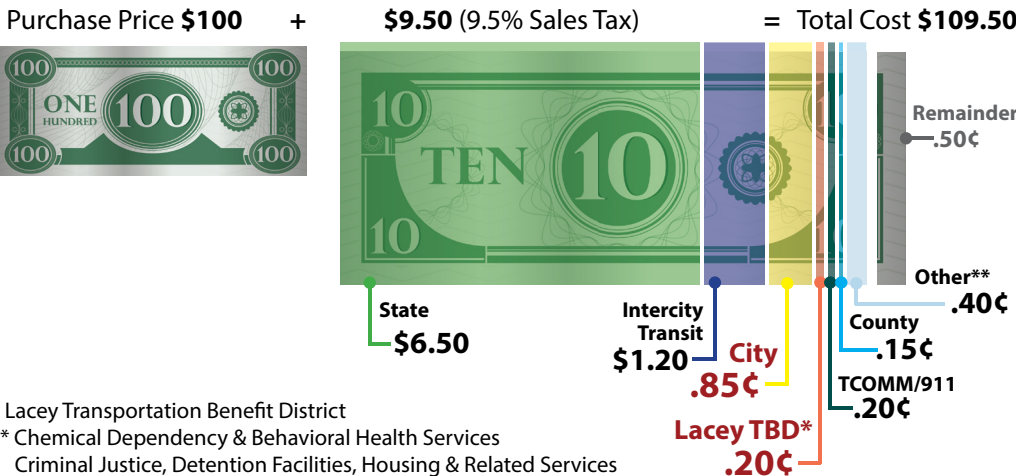 Purchase Price $100 + $9.50 (9.5% Sales Tax) = Total Cost $109.50
100 100
ONE
HUNDRED
100
100 100
10 10
TEN 10
10 10
Remainder
.50¢
State
$6.50
Intercity
Transit
$1.20
City
.85¢
Lacey TBD*
.20¢
TCOMM/911
.20¢
County
.15¢
Other**
.40¢
Lacey Transportation Benefit District
* Chemical Dependency & Behavioral Health Services
Criminal Justice, Detention Facilities, Housing & Related Services